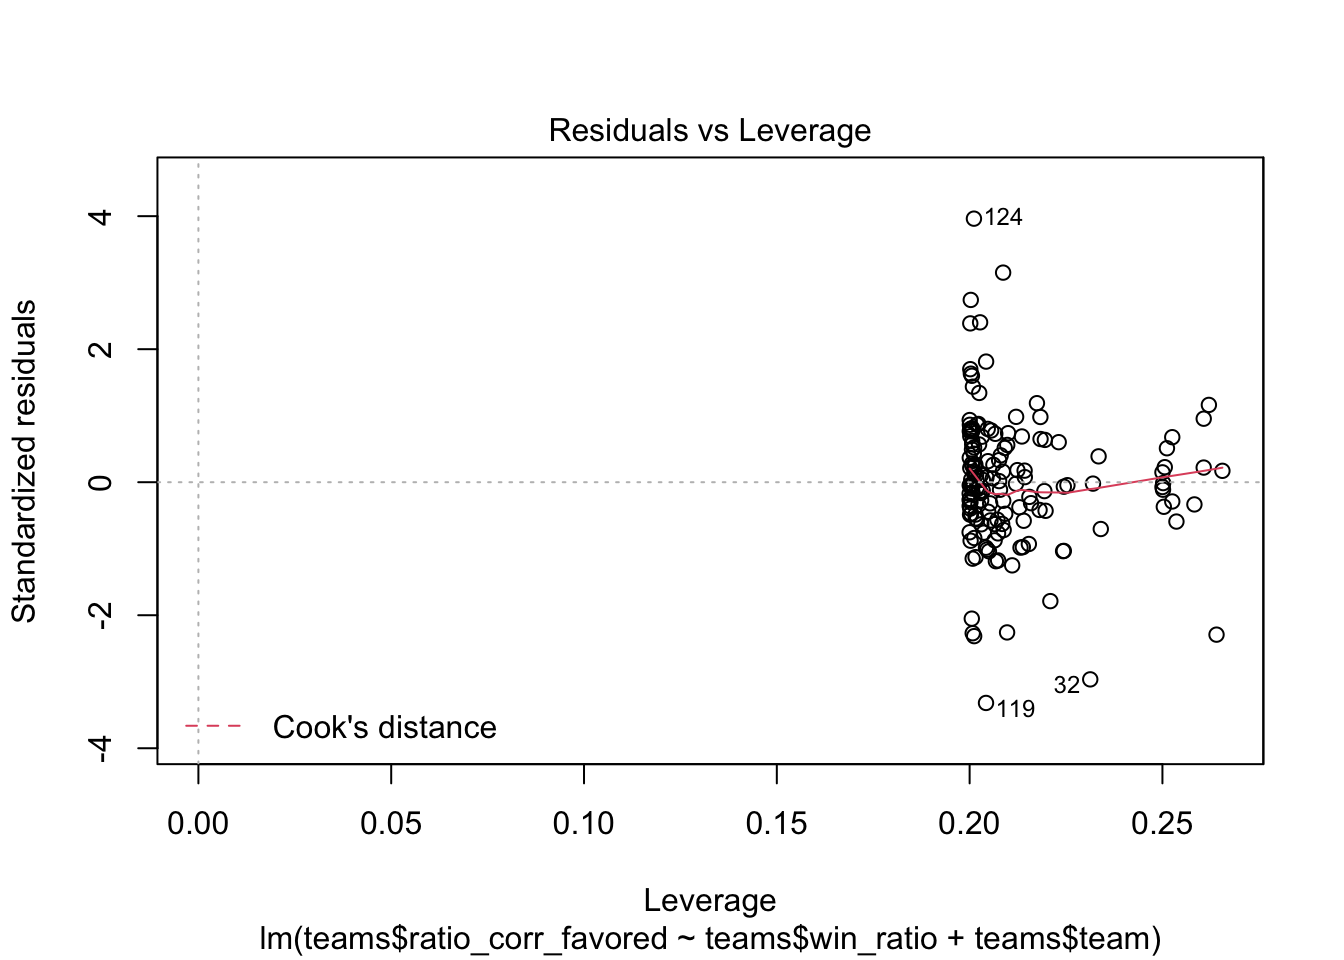 Residuals vs Leverage
Standardized residuals
4
2
0
-2
-4
124
32
119
Cook's distance
0.00 0.05 0.10 0.15 0.20 0.25
Leverage
lm(teams$ratio_corr_favored ~ teams$win_ratio + teams$team)